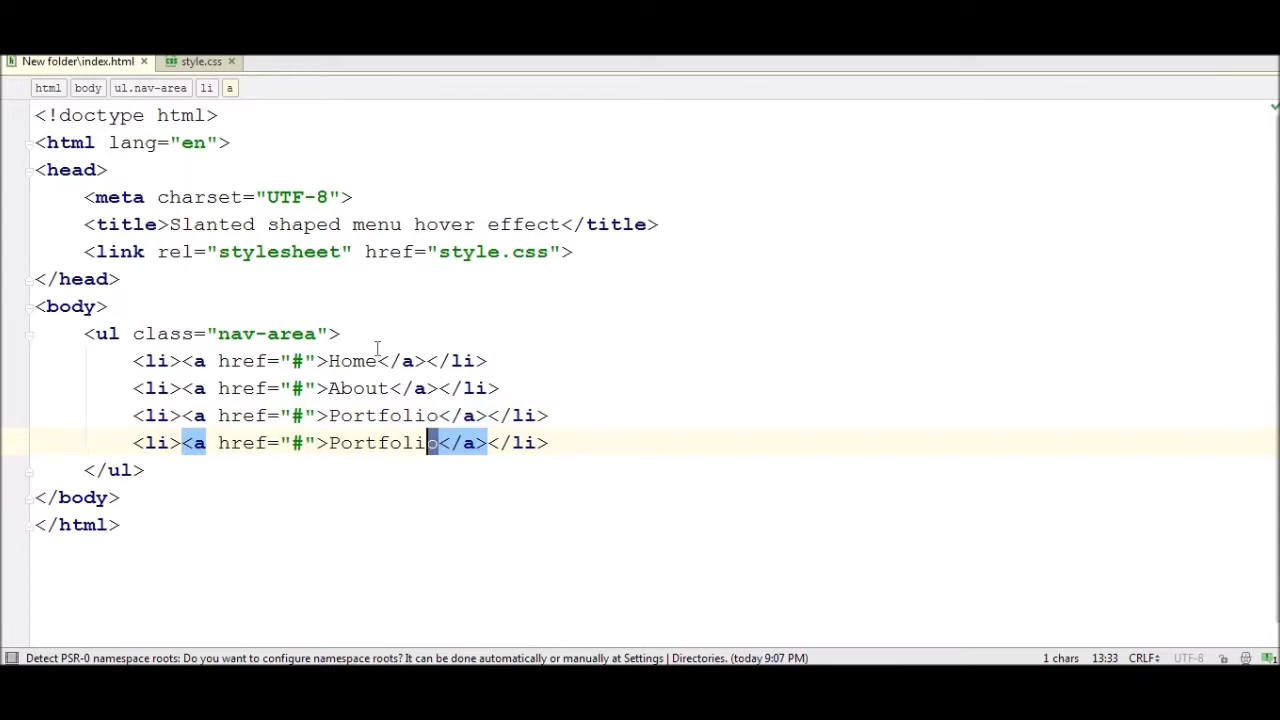 New folder\index.html style.css
html body ul.nav-area li a
<!doctype html>
<html lang="en">
<head>
<meta charset="UTF-8">
<title>Slanted shaped menu hover effect</title>
<link rel="stylesheet" href="style.css">
</head>
<body>
<ul class="nav-area">
<li><a href="#">Home</a></li>
<li><a href="#">About</a></li>
<li><a href="#">Portfolio</a></li>
<li><a href="#">Portfolio</a></li>
</ul>
</body>
</html>
Detect PSR-0 namespace roots: Do you want to configure namespace roots? It can be done automatically or manually at Settings | Directories. (today 9:07 PM) 1 chars 13:33 CRLF UTF-8 1